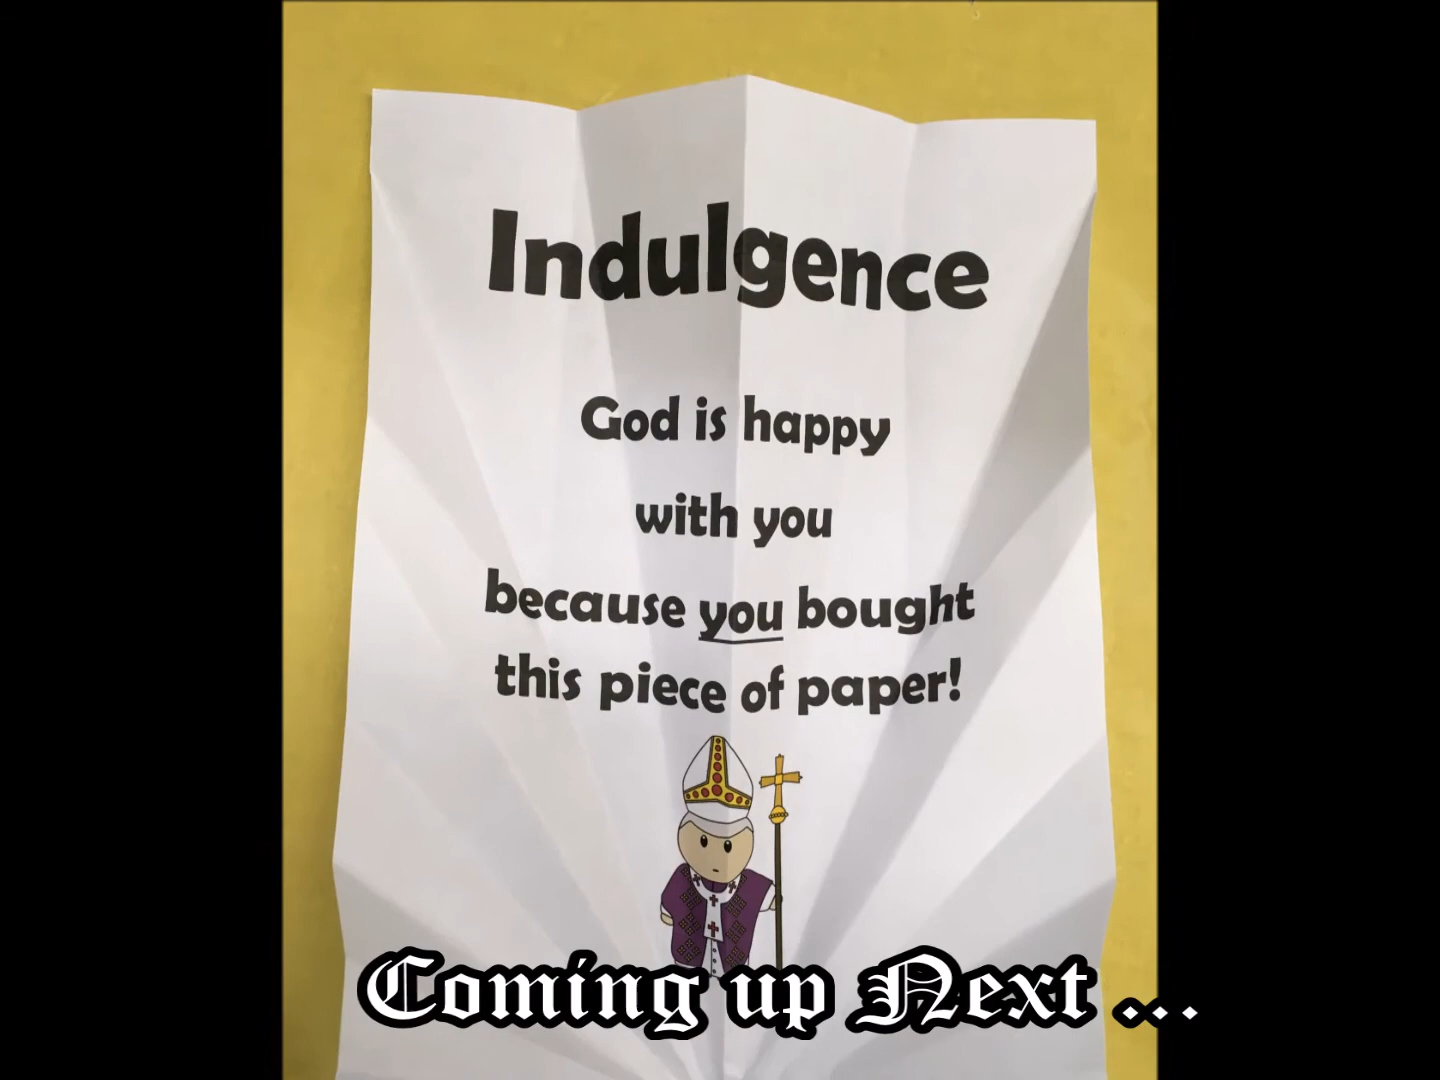 Indulgence
God is happy
with you
because you bought
this piece of paper!
Coming up Next ...